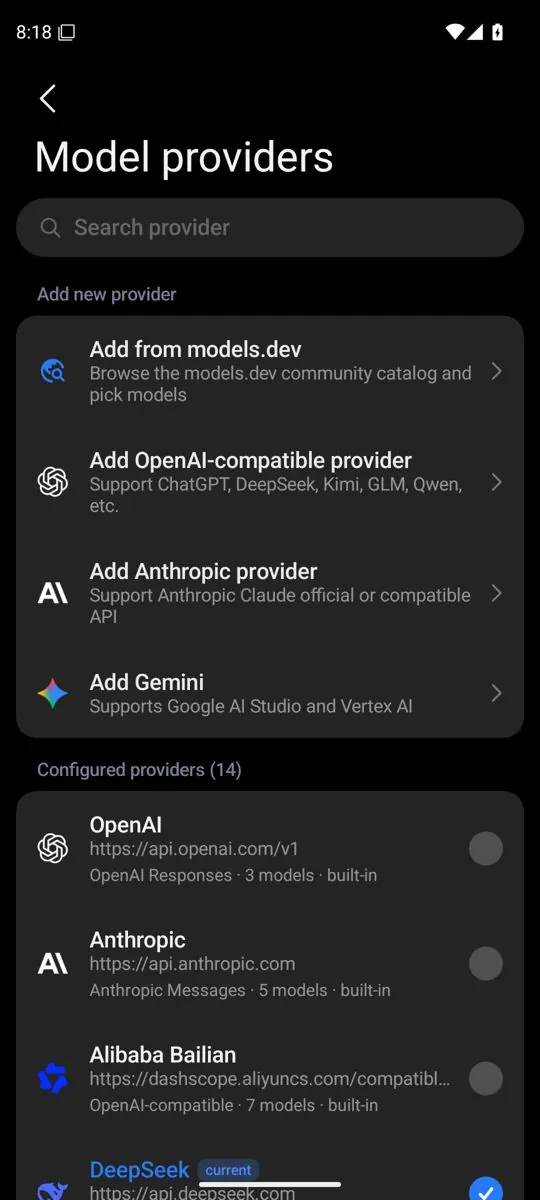 8:18
Model providers
Search provider
Add new provider
Add from models.dev
Browse the models.dev community catalog and
pick models
Add OpenAI-compatible provider
Support ChatGPT, DeepSeek, Kimi, GLM, Qwen,
etc.
Add Anthropic provider
Support Anthropic Claude official or compatible
API
Add Gemini
Supports Google AI Studio and Vertex AI
Configured providers (14)
OpenAI
https://api.openai.com/v1
OpenAI Responses · 3 models · built-in
Anthropic
https://api.anthropic.com
Anthropic Messages · 5 models · built-in
Alibaba Bailian
https://dashscope.aliyuncs.com/compatibl...
OpenAI-compatible · 7 models · built-in
DeepSeek current
https://api.deepseek.com